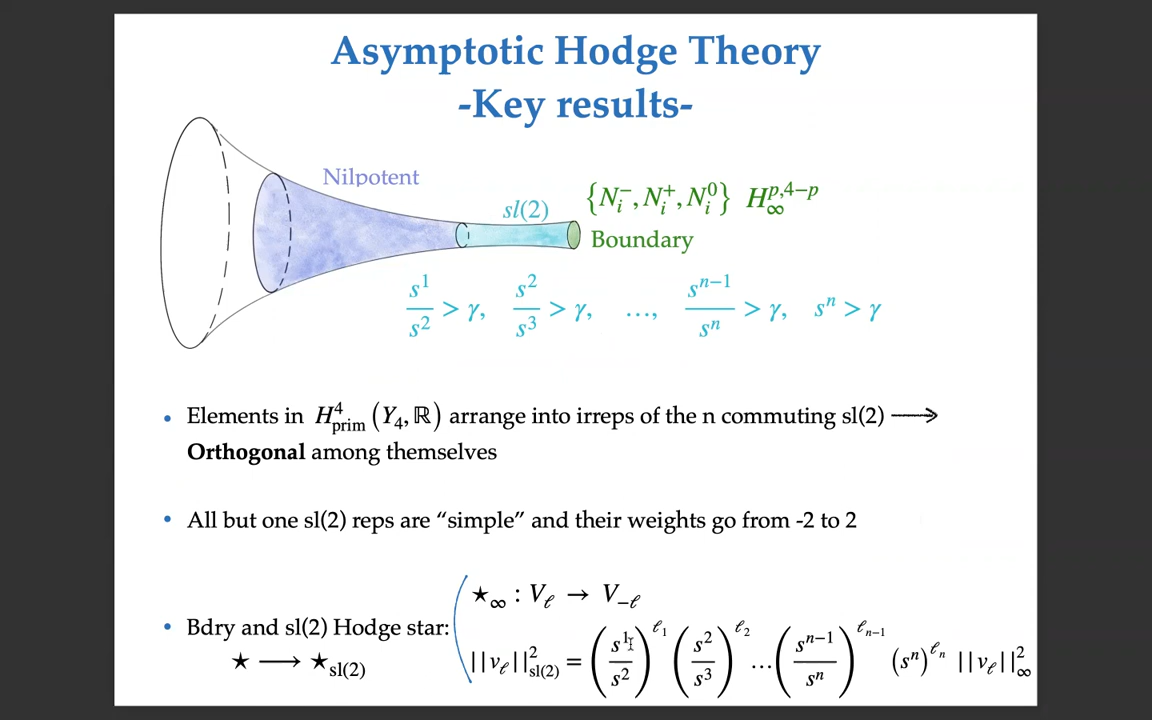 Asymptotic Hodge Theory
-Key results-
Nilpotent
sl(2)
{N_i^-, N_i^+, N_i^0} H_∞^{p,4−p}
Boundary
s^1/s^2 > γ, s^2/s^3 > γ, …, s^{n−1}/s^n > γ, s^n > γ
• Elements in H^4_prim (Y_4, ℝ) arrange into irreps of the n commuting sl(2) ⟶
Orthogonal among themselves
• All but one sl(2) reps are “simple” and their weights go from -2 to 2
⋆_∞ : V_ℓ → V_{−ℓ}
• Bdry and sl(2) Hodge star:
⋆ ⟶ ⋆_sl(2)
||v_ℓ||^2_sl(2) = (s^1/s^2)^{ℓ_1} (s^2/s^3)^{ℓ_2} … (s^{n−1}/s^n)^{ℓ_{n−1}} (s^n)^{ℓ_n} ||v_ℓ||^2_∞